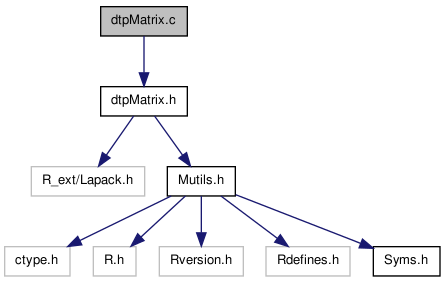 dtpMatrix.c
dtpMatrix.h
R_ext/Lapack.h
Mutils.h
ctype.h
R.h
Rversion.h
Rdefines.h
Syms.h